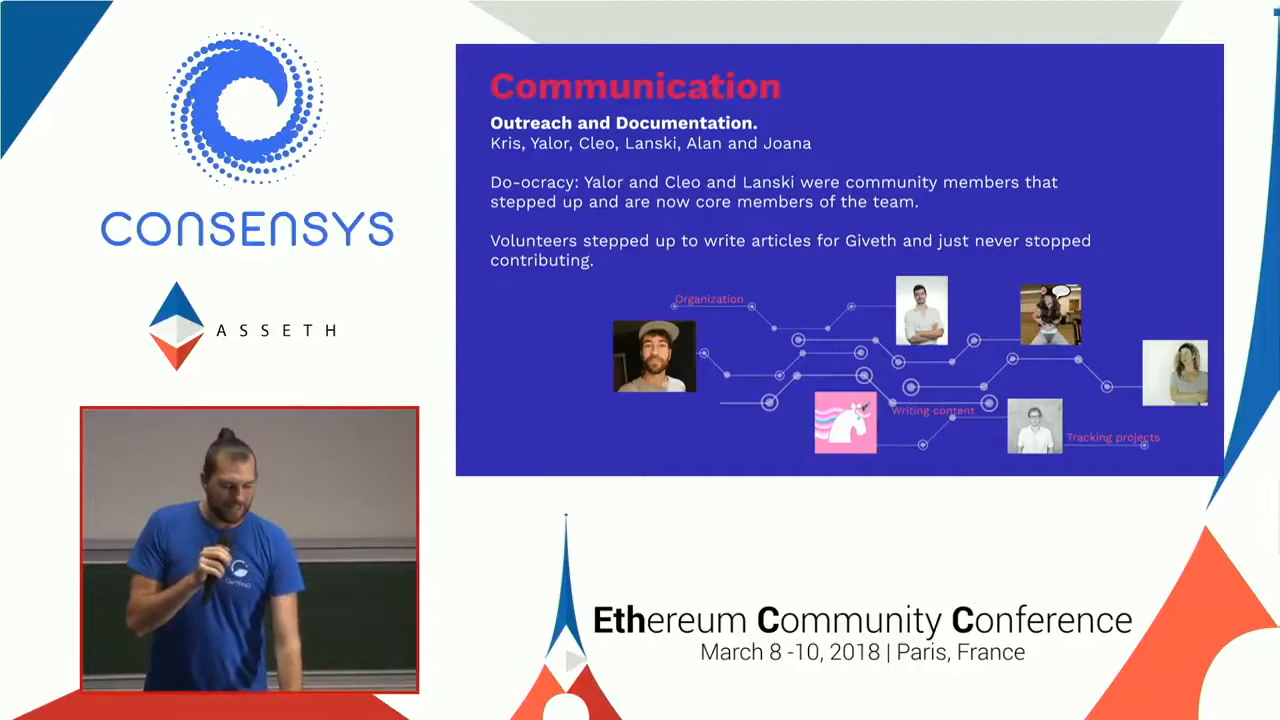 CONSENSYS
ASSETH
Communication
Outreach and Documentation.
Kris, Yalor, Cleo, Lanski, Alan and Joana
Do-ocracy: Yalor and Cleo and Lanski were community members that
stepped up and are now core members of the team.
Volunteers stepped up to write articles for Giveth and just never stopped
contributing.
Organization
Writing content
Tracking projects
Ethereum Community Conference
March 8 -10, 2018 | Paris, France